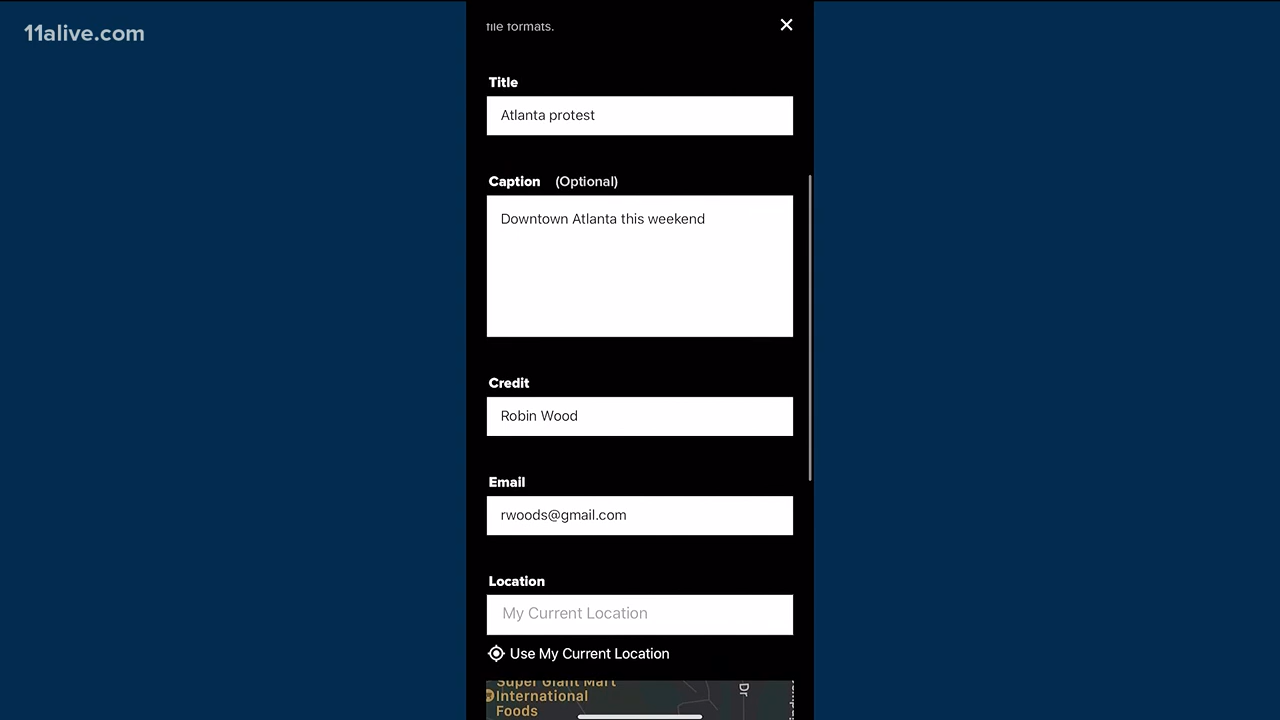 11alive.com
file formats.
Title
Atlanta protest
Caption (Optional)
Downtown Atlanta this weekend
Credit
Robin Wood
Email
rwoods@gmail.com
Location
My Current Location
Use My Current Location
Super Giant Mart
International
Foods
Dr